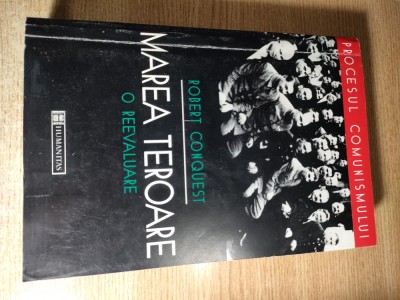 PROCESUL COMUNISMULUI
ROBERT CONQUEST
MAREA TEROARE
O REEVALUARE
HUMANITAS